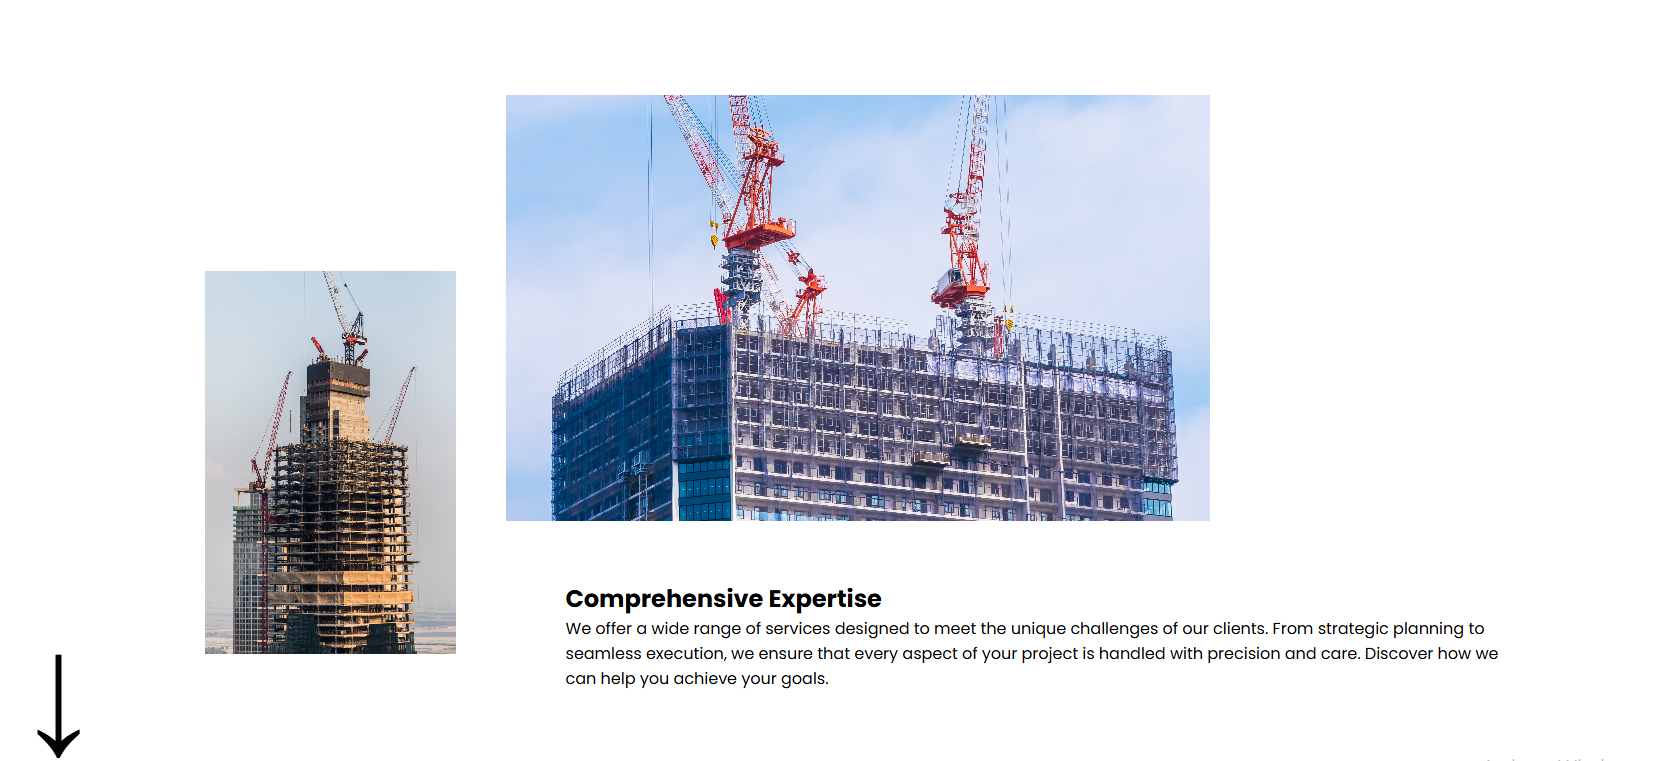 Comprehensive Expertise
We offer a wide range of services designed to meet the unique challenges of our clients. From strategic planning to
seamless execution, we ensure that every aspect of your project is handled with precision and care. Discover how we
can help you achieve your goals.